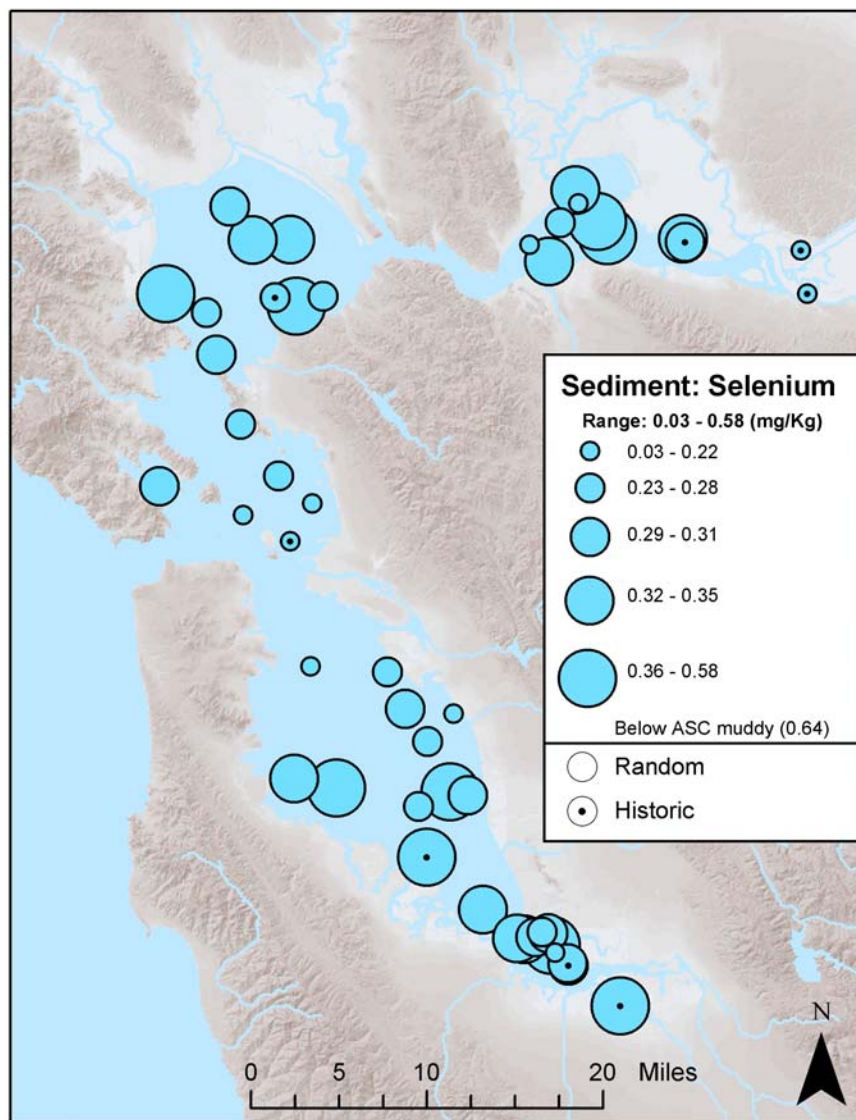 Sediment: Selenium
Range: 0.03 - 0.58 (mg/Kg)
0.03 - 0.22
0.23 - 0.28
0.29 - 0.31
0.32 - 0.35
0.36 - 0.58
Below ASC muddy (0.64)
Random
Historic
N
0 5 10 20 Miles